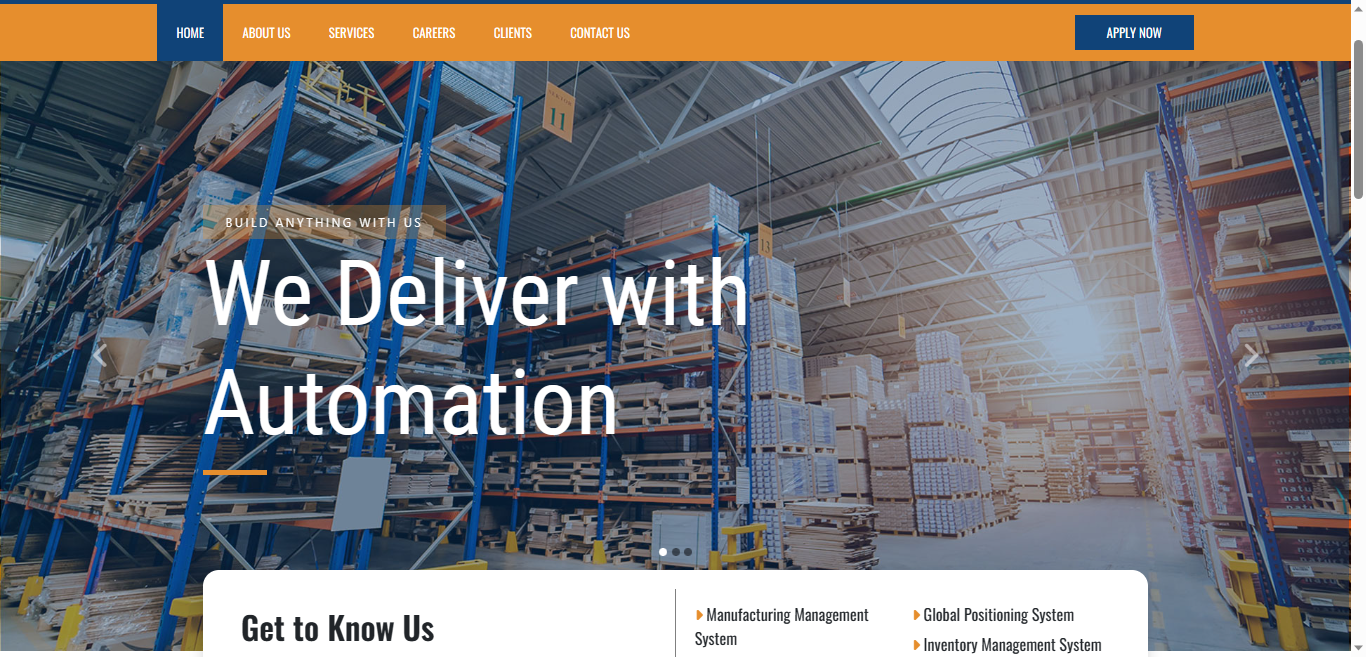 HOME ABOUT US SERVICES CAREERS CLIENTS CONTACT US APPLY NOW
11
13
BUILD ANYTHING WITH US
We Deliver with
Automation
Get to Know Us
Manufacturing Management
System
Global Positioning System
Inventory Management System